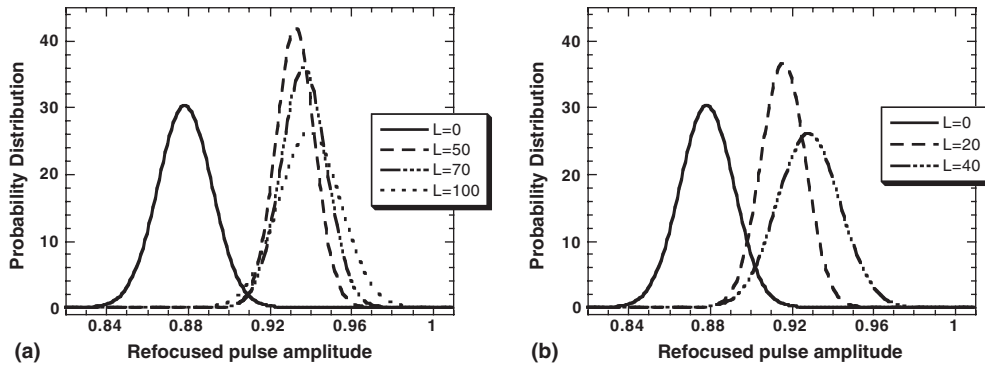 40
30
20
10
0
Probability Distribution
L=0
L=50
L=70
L=100
0.84
0.88
0.92
0.96
1
(a)
Refocused pulse amplitude
40
30
20
10
0
Probability Distribution
L=0
L=20
L=40
0.84
0.88
0.92
0.96
1
(b)
Refocused pulse amplitude